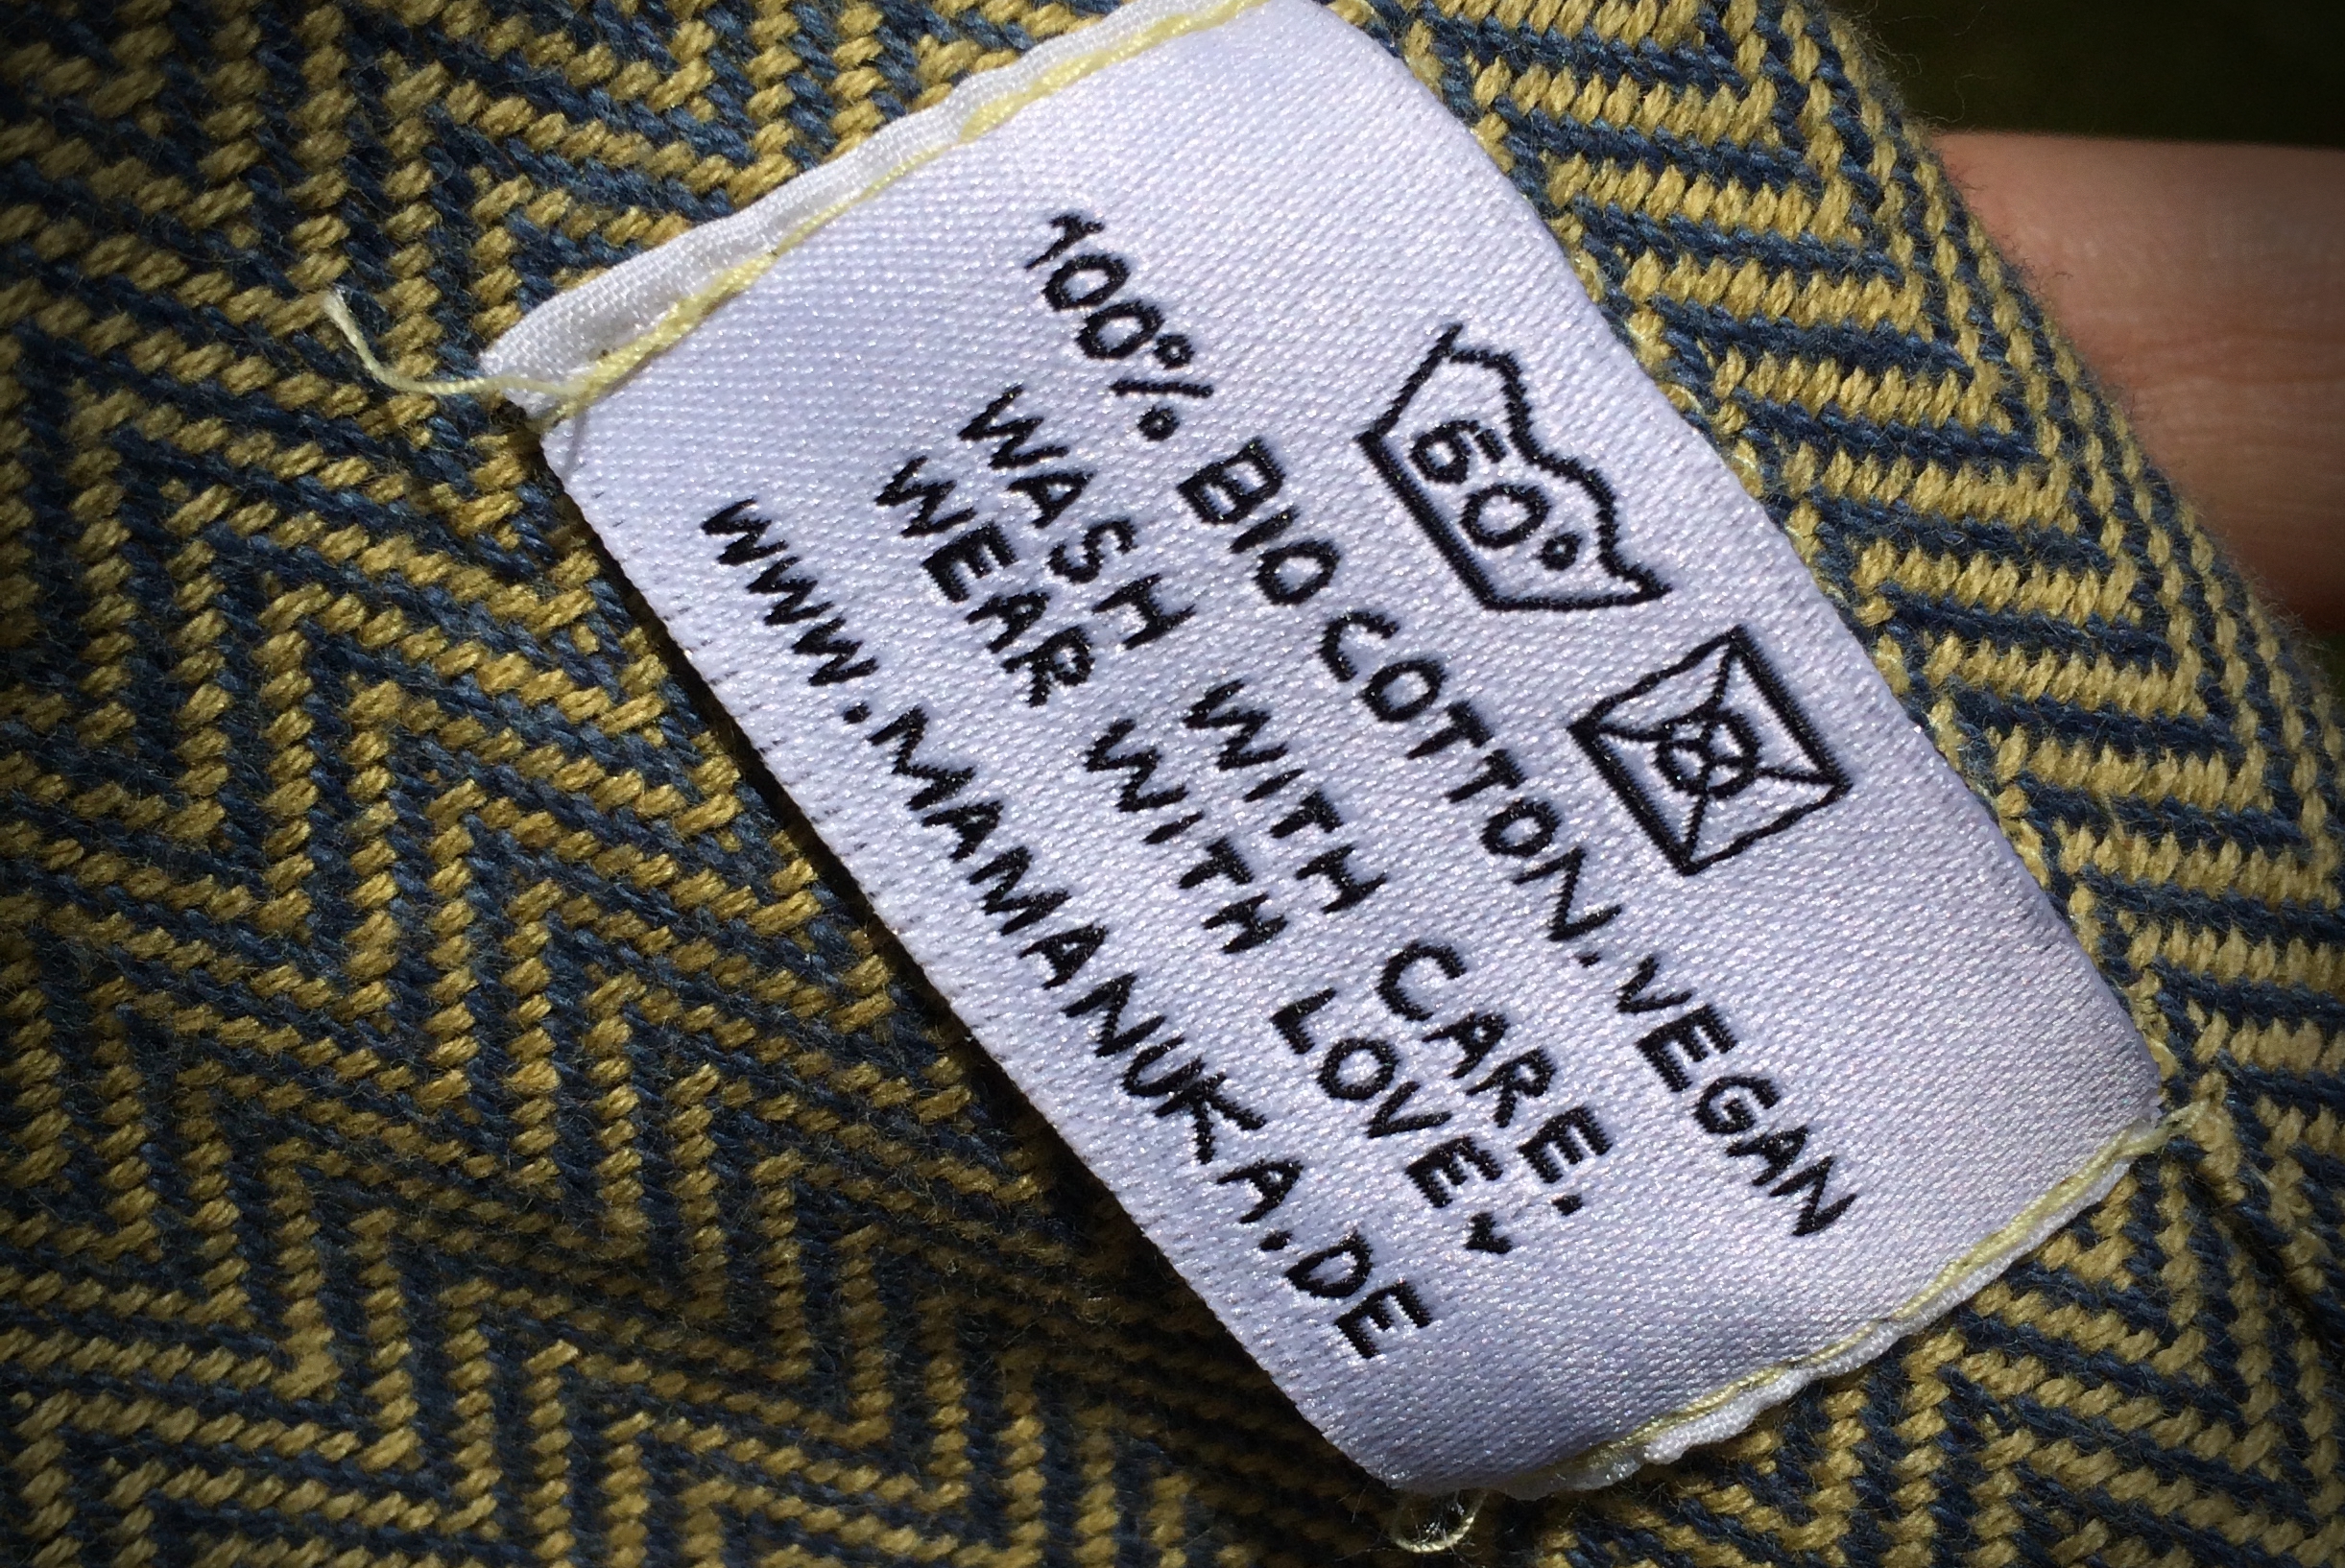 60°
100% BIO COTTON.VEGAN
WASH WITH CARE.
WEAR WITH LOVE♥
WWW.MAMANUKA.DE